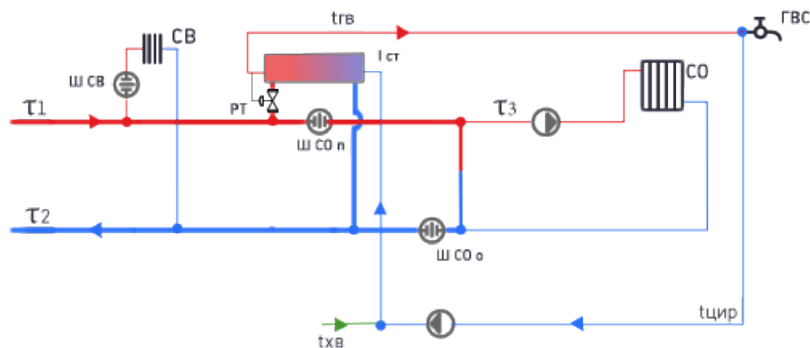 tгв
ГВС
СВ
I ст
СО
Ш СВ
РТ
τ1
τ3
Ш СО п
τ2
Ш СО о
tцир
tхв